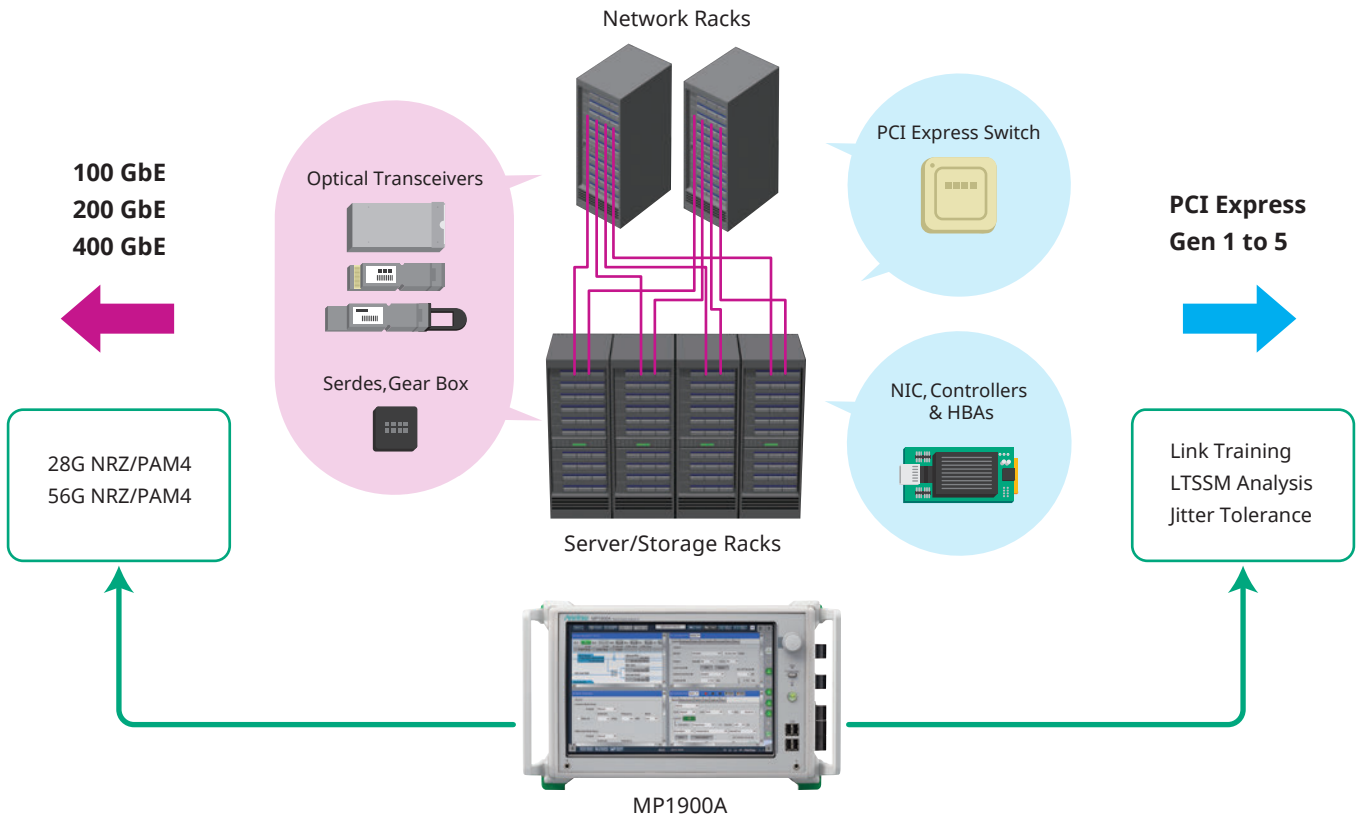 Network Racks
100 GbE
200 GbE
400 GbE
Optical Transceivers
Serdes,Gear Box
PCI Express Switch
NIC, Controllers
& HBAs
PCI Express
Gen 1 to 5
Server/Storage Racks
28G NRZ/PAM4
56G NRZ/PAM4
Link Training
LTSSM Analysis
Jitter Tolerance
Anritsu MP1900A
MP1900A